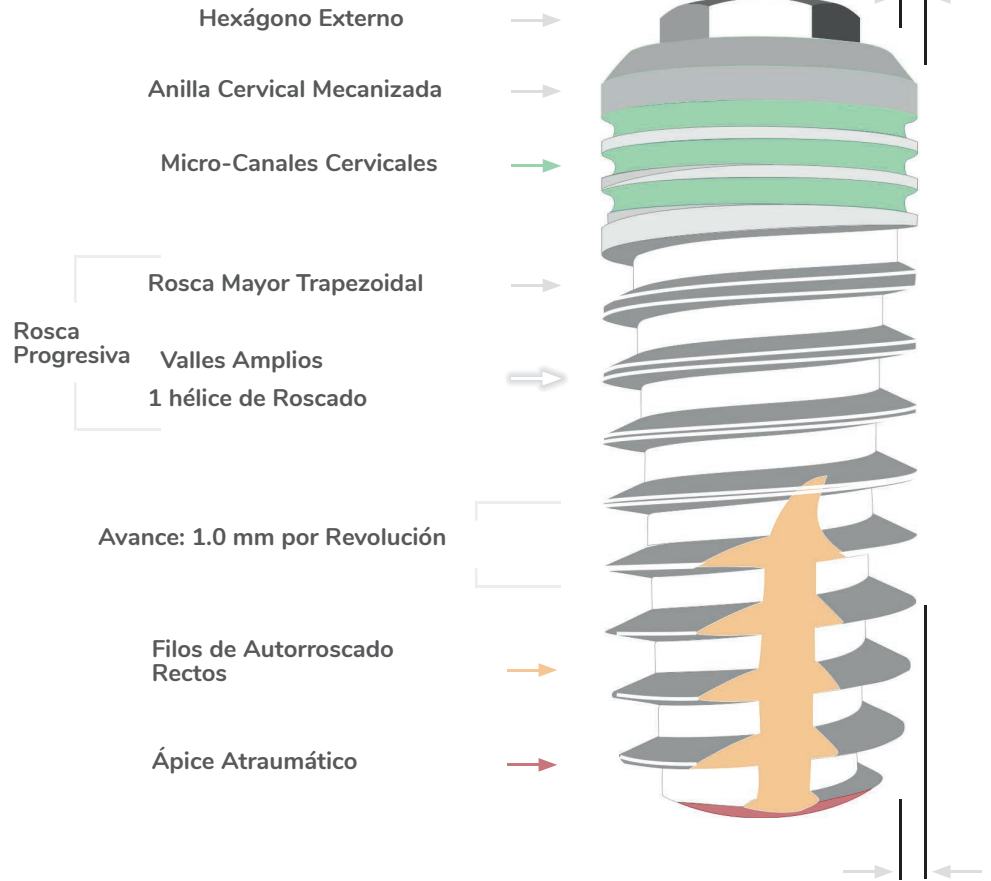 Hexágono Externo
Anilla Cervical Mecanizada
Micro-Canales Cervicales
Rosca Mayor Trapezoidal
Rosca
Progresiva
Valles Amplios
1 hélice de Roscado
Avance: 1.0 mm por Revolución
Filos de Autorroscado
Rectos
Ápice Atraumático